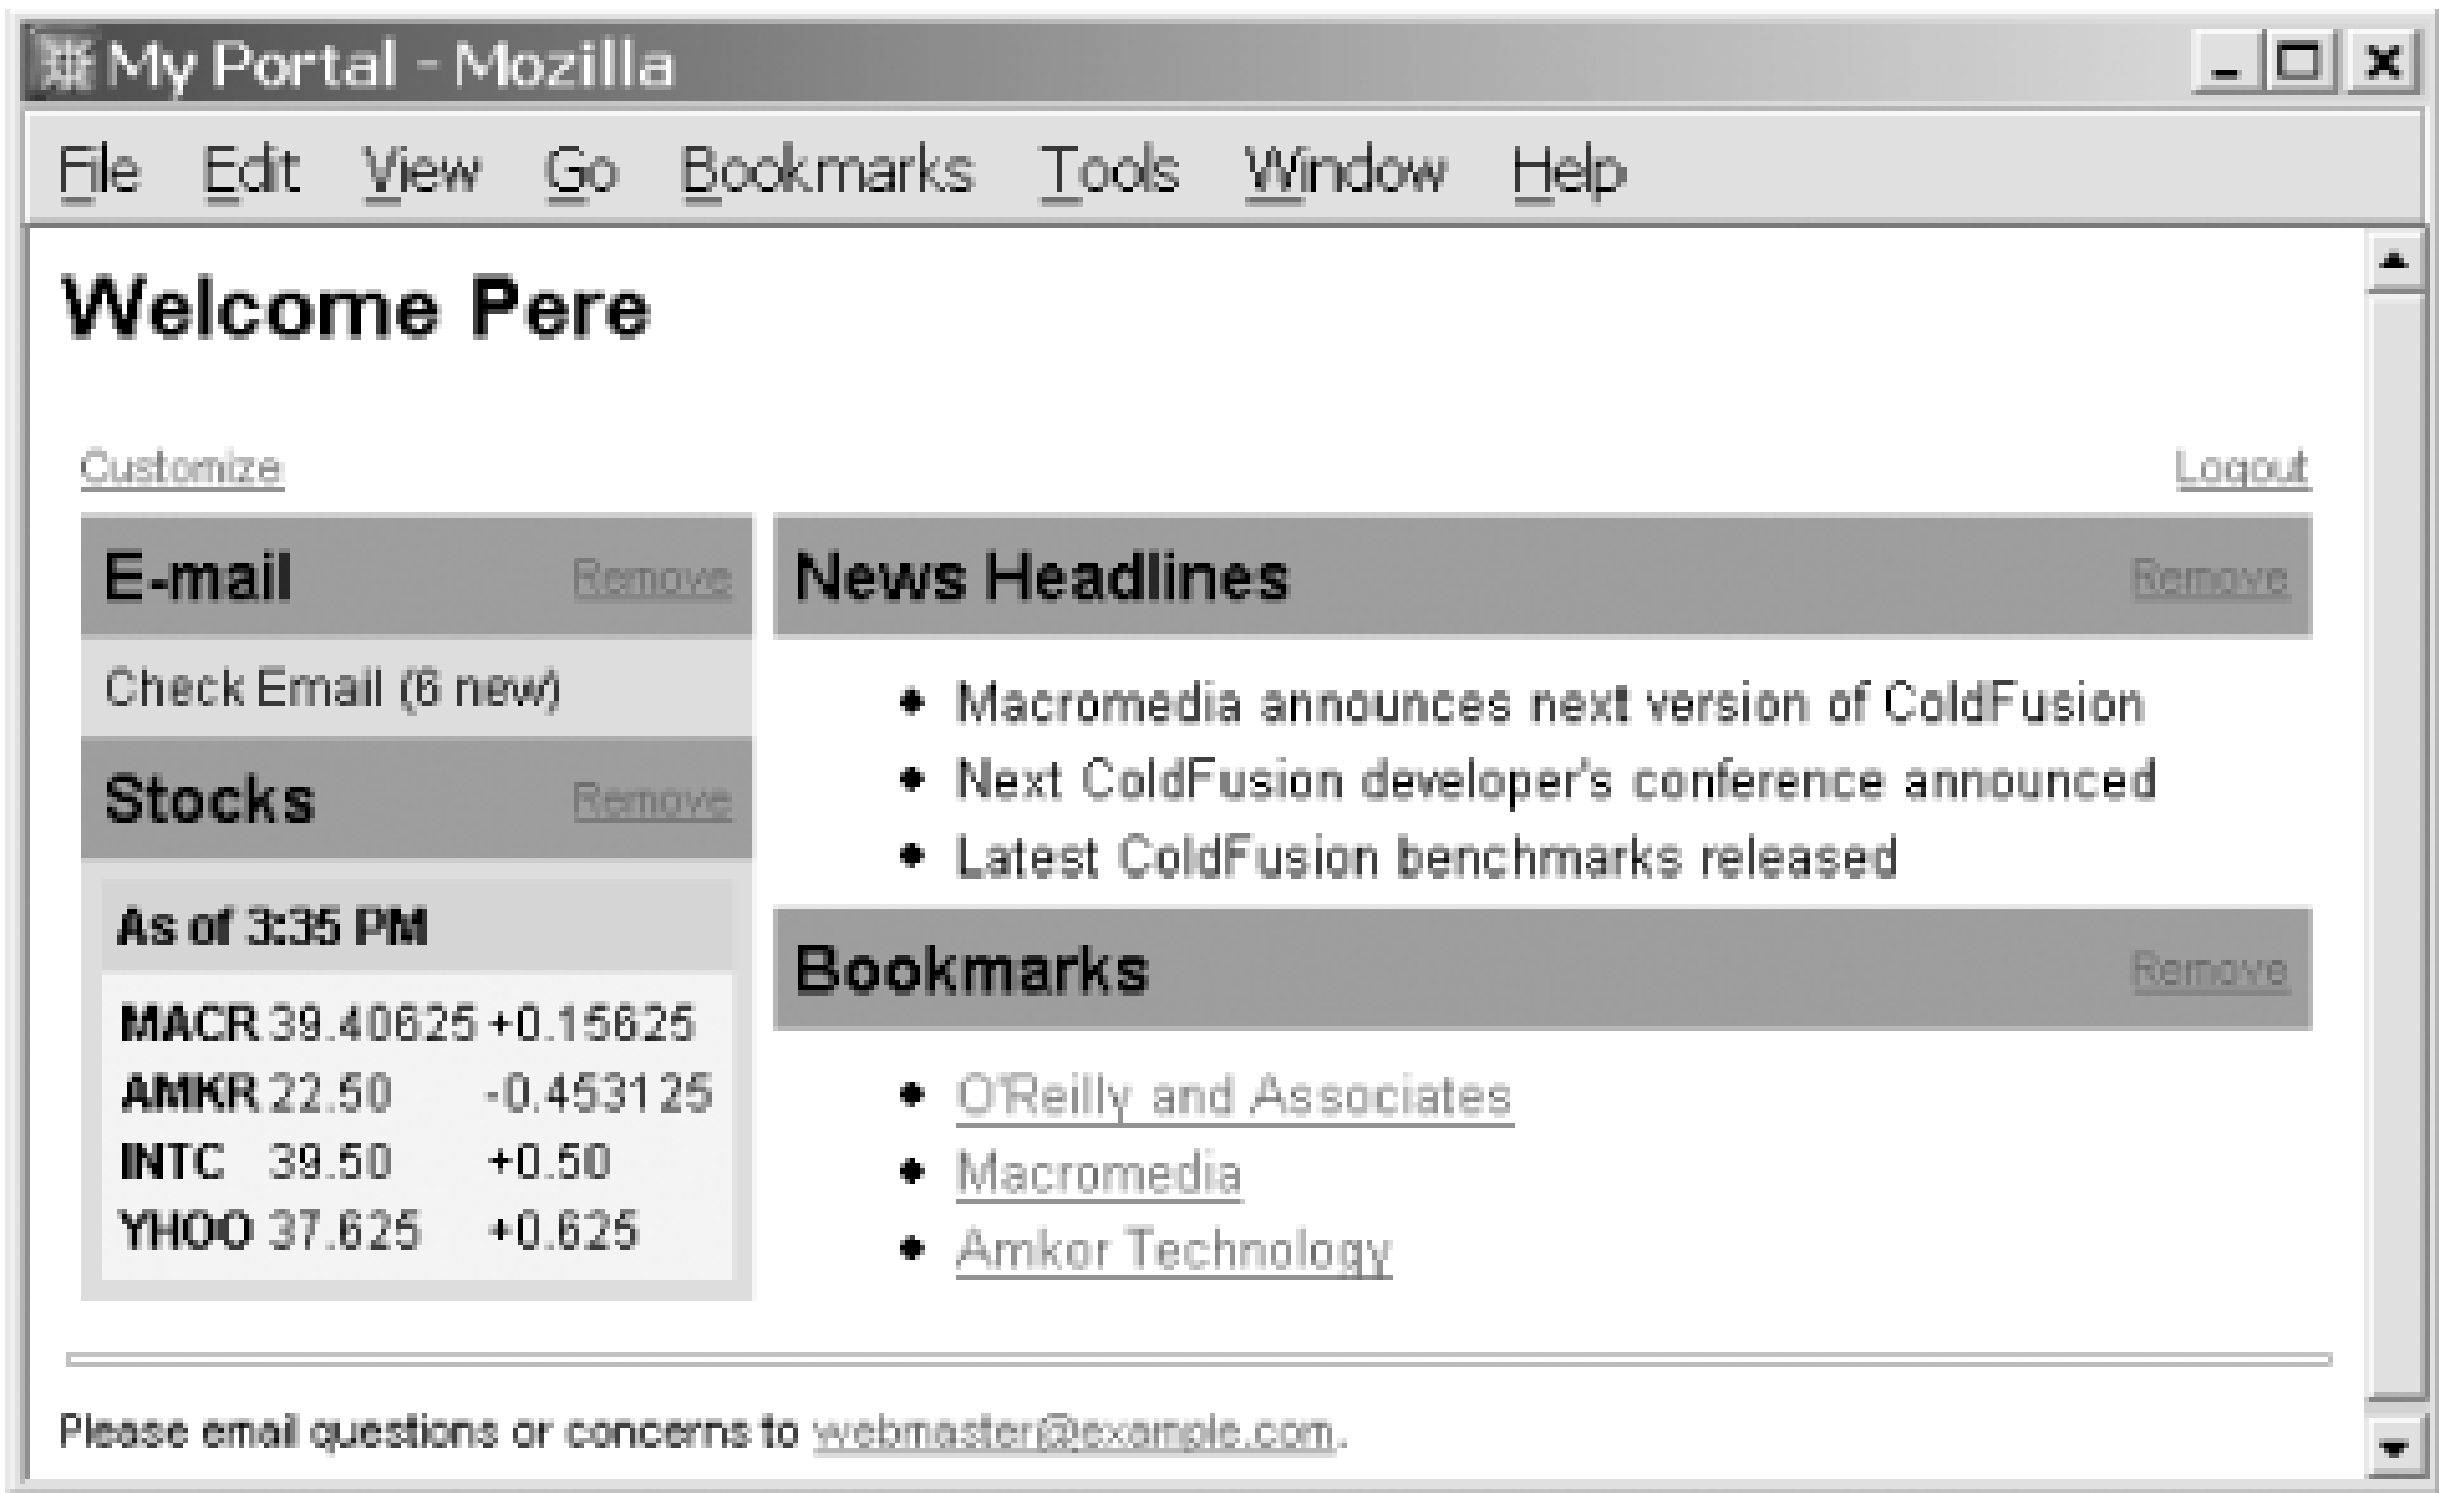 My Portal - Mozilla
File Edit View Go Bookmarks Tools Window Help
Welcome Pere
Customize
Logout
E-mail Remove
Check Email (6 new)
Stocks Remove
As of 3:35 PM
MACR 39.40625 +0.15625
AMKR 22.50 -0.453125
INTC 39.50 +0.50
YHOO 37.625 +0.625
News Headlines Remove
• Macromedia announces next version of ColdFusion
• Next ColdFusion developer's conference announced
• Latest ColdFusion benchmarks released
Bookmarks Remove
• O'Reilly and Associates
• Macromedia
• Amkor Technology
Please email questions or concerns to webmaster@example.com.